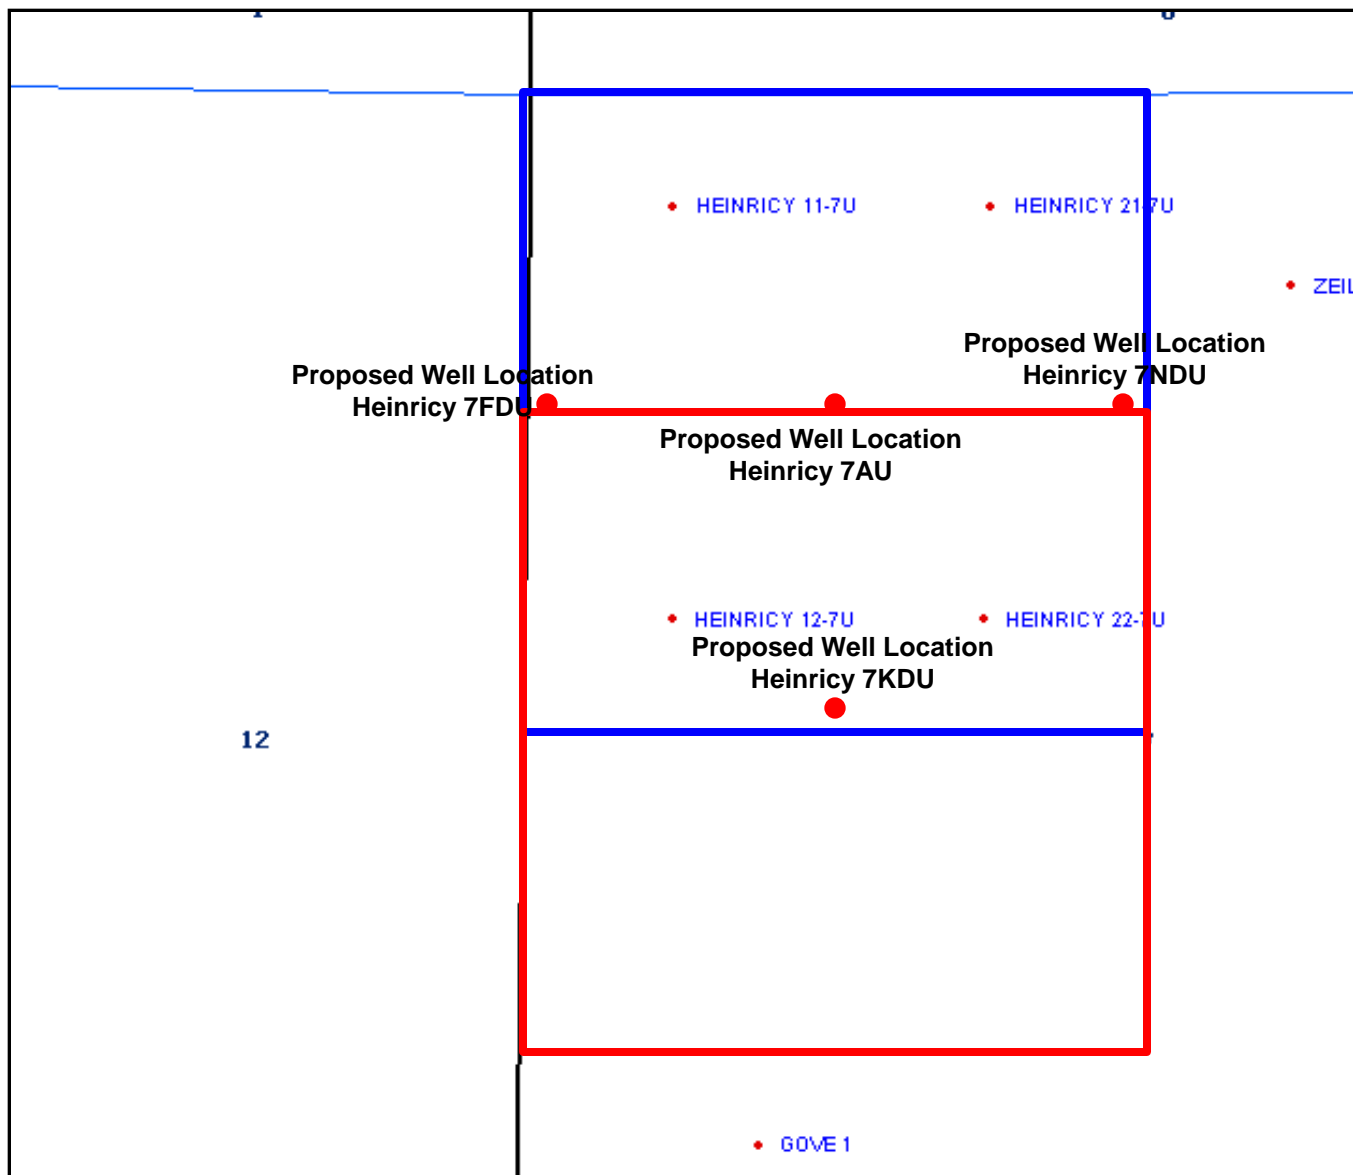 HEINRICY 11-7U
HEINRICY 21-7U
ZEIL
Proposed Well Location
Heinricy 7NDU
Proposed Well Location
Heinricy 7FDU
Proposed Well Location
Heinricy 7AU
HEINRICY 12-7U
HEINRICY 22-7U
Proposed Well Location
Heinricy 7KDU
12
GOVE 1